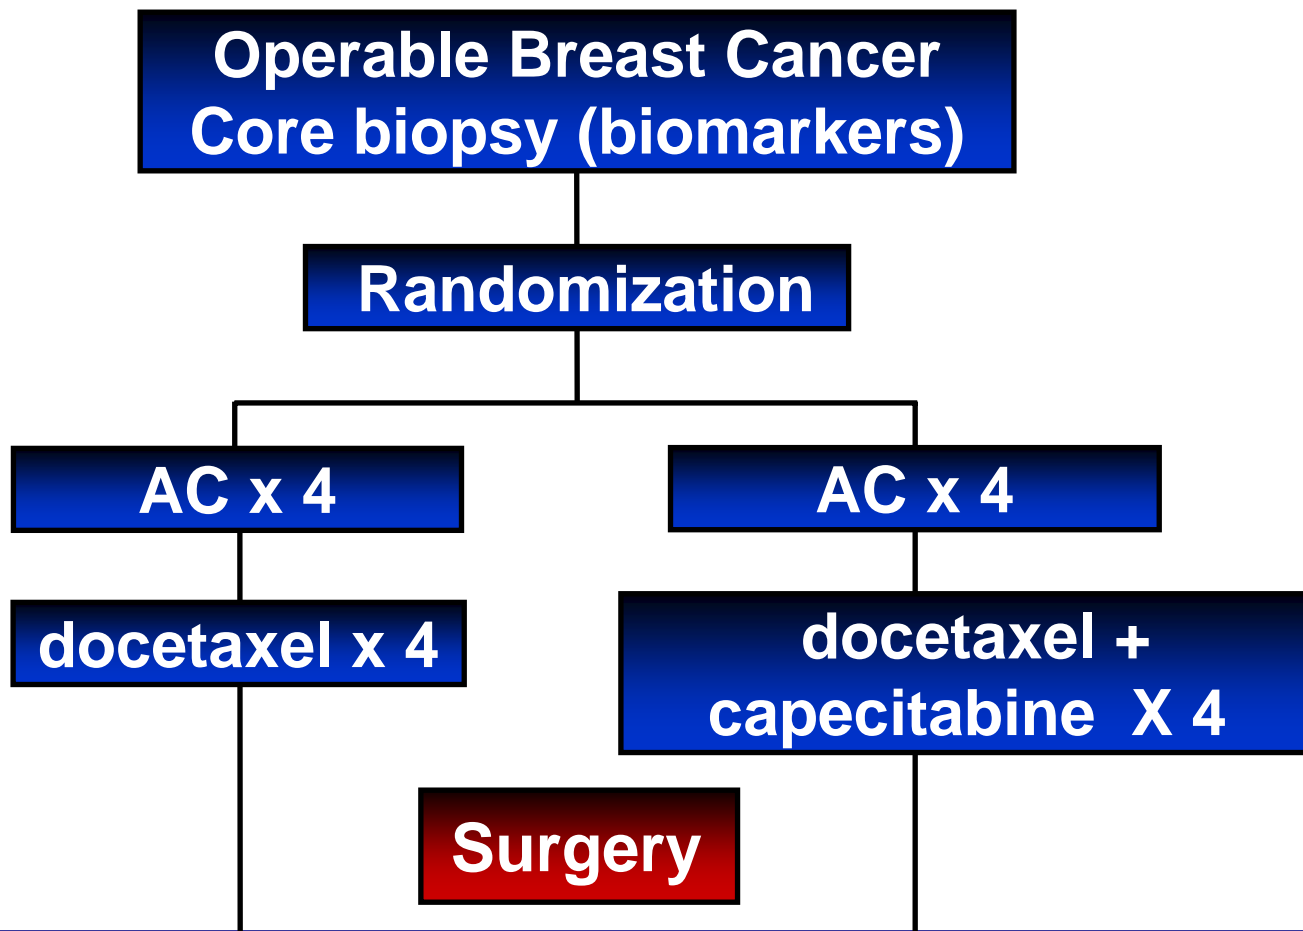 Operable Breast Cancer
Core biopsy (biomarkers)
Randomization
AC x 4
AC x 4
docetaxel x 4
docetaxel +
capecitabine X 4
Surgery